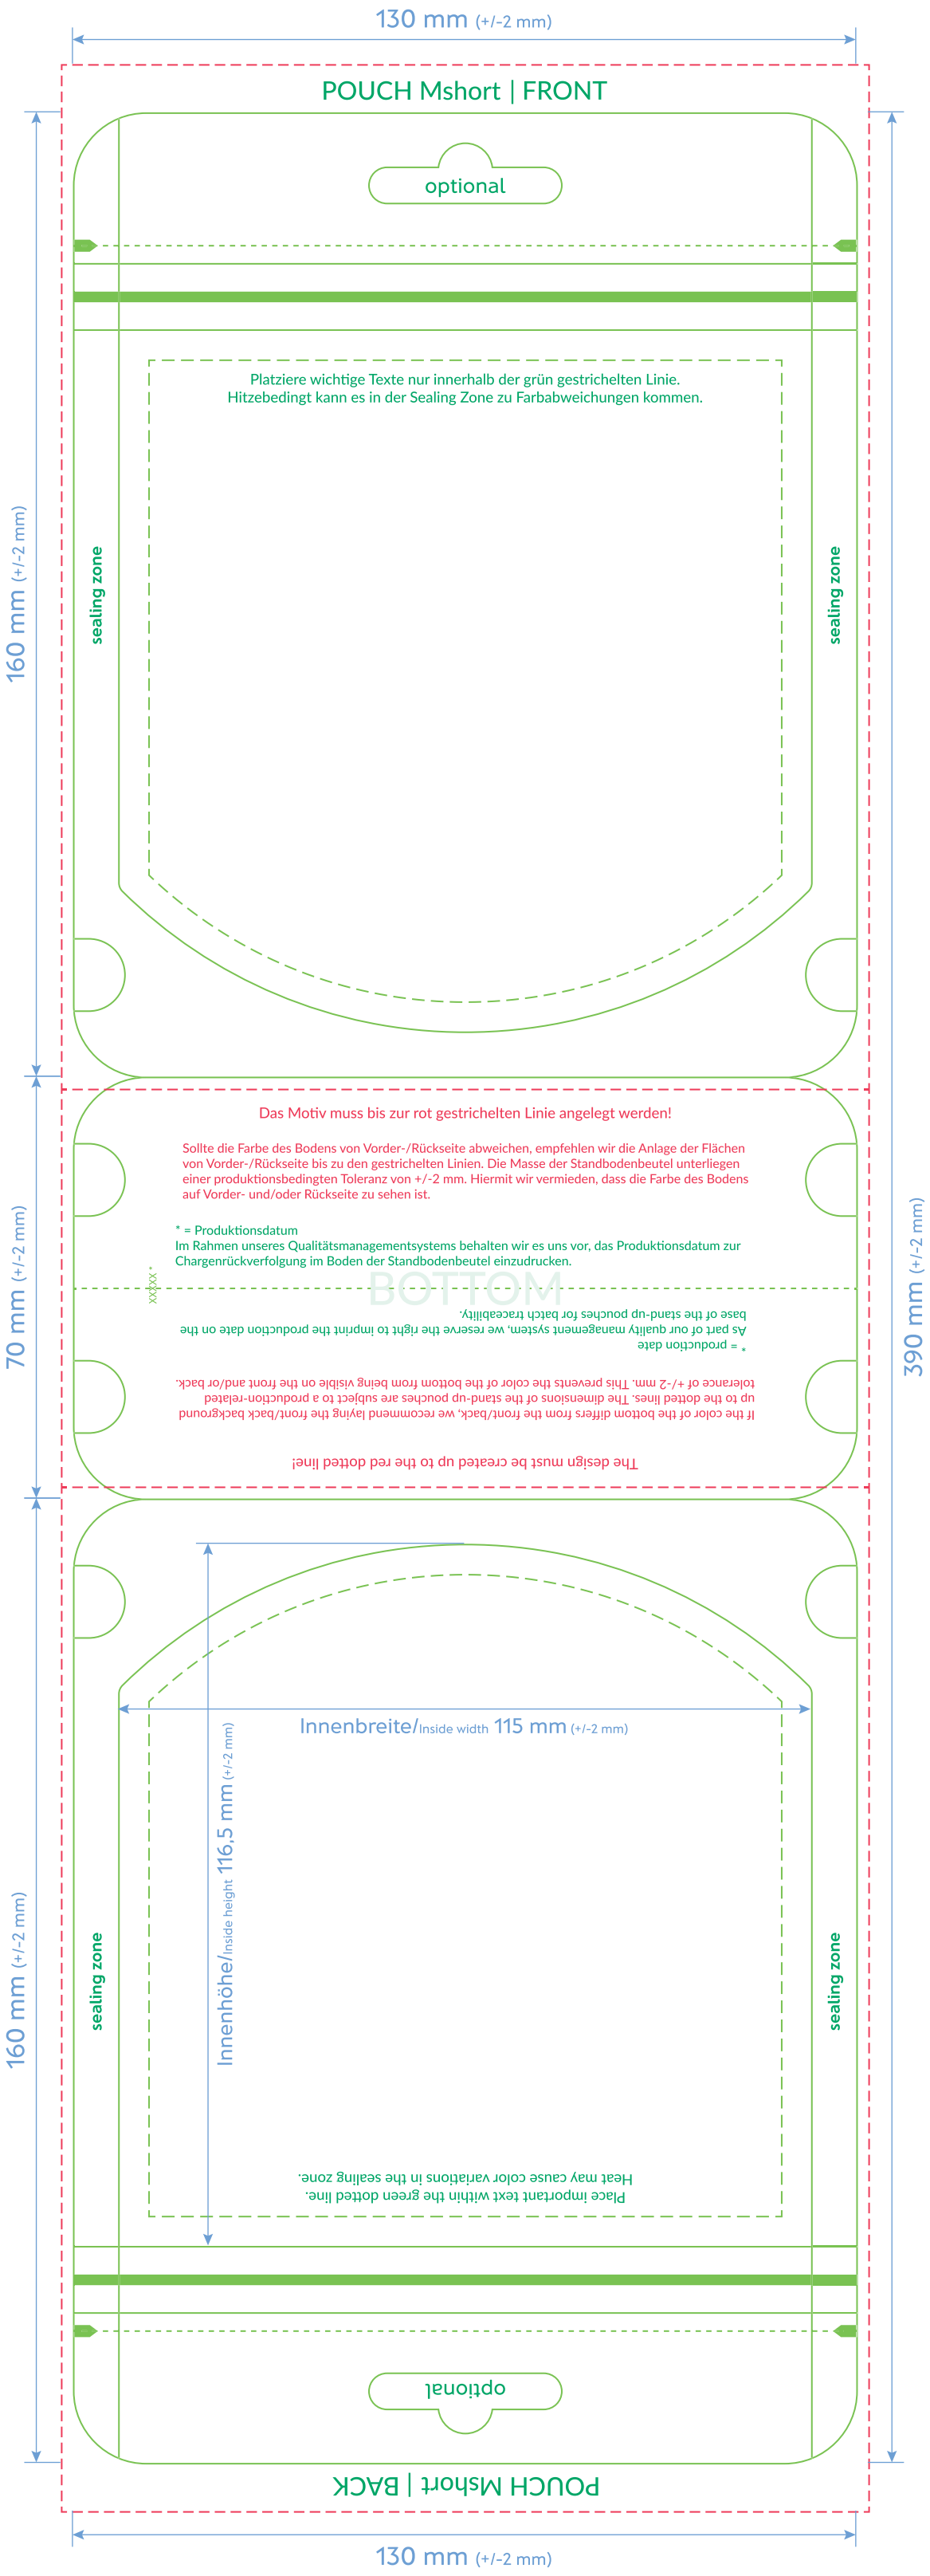 130 mm (+/-2 mm)
POUCH Mshort | FRONT
optional
Platziere wichtige Texte nur innerhalb der grün gestrichelten Linie.
Hitzebedingt kann es in der Sealing Zone zu Farbabweichungen kommen.
160 mm (+/-2 mm)
sealing zone
sealing zone
Das Motiv muss bis zur rot gestrichelten Linie angelegt werden!
Sollte die Farbe des Bodens von Vorder-/Rückseite abweichen, empfehlen wir die Anlage der Flächen
von Vorder-/Rückseite bis zu den gestrichelten Linien. Die Masse der Standbodenbeutel unterliegen
einer produktionsbedingten Toleranz von +/-2 mm. Hiermit wir vermieden, dass die Farbe des Bodens
auf Vorder- und/oder Rückseite zu sehen ist.
* = Produktionsdatum
Im Rahmen unseres Qualitätsmanagementsystems behalten wir es uns vor, das Produktionsdatum zur
Chargenrückverfolgung im Boden der Standbodenbeutel einzudrucken.
XXXXX *
BOTTOM
70 mm (+/-2 mm)
390 mm (+/-2 mm)
The design must be created up to the red dotted line!
If the color of the bottom differs from the front/back, we recommend laying the front/back background
up to the dotted lines. The dimensions of the stand-up pouches are subject to a production-related
tolerance of +/-2 mm. This prevents the color of the bottom from being visible on the front and/or back.
* = production date
As part of our quality management system, we reserve the right to imprint the production date on the
base of the stand-up pouches for batch traceability.
Innenbreite/Inside width 115 mm (+/-2 mm)
Innenhöhe/Inside height 116,5 mm (+/-2 mm)
160 mm (+/-2 mm)
sealing zone
sealing zone
Place important text within the green dotted line.
Heat may cause color variations in the sealing zone.
optional
POUCH Mshort | BACK
130 mm (+/-2 mm)